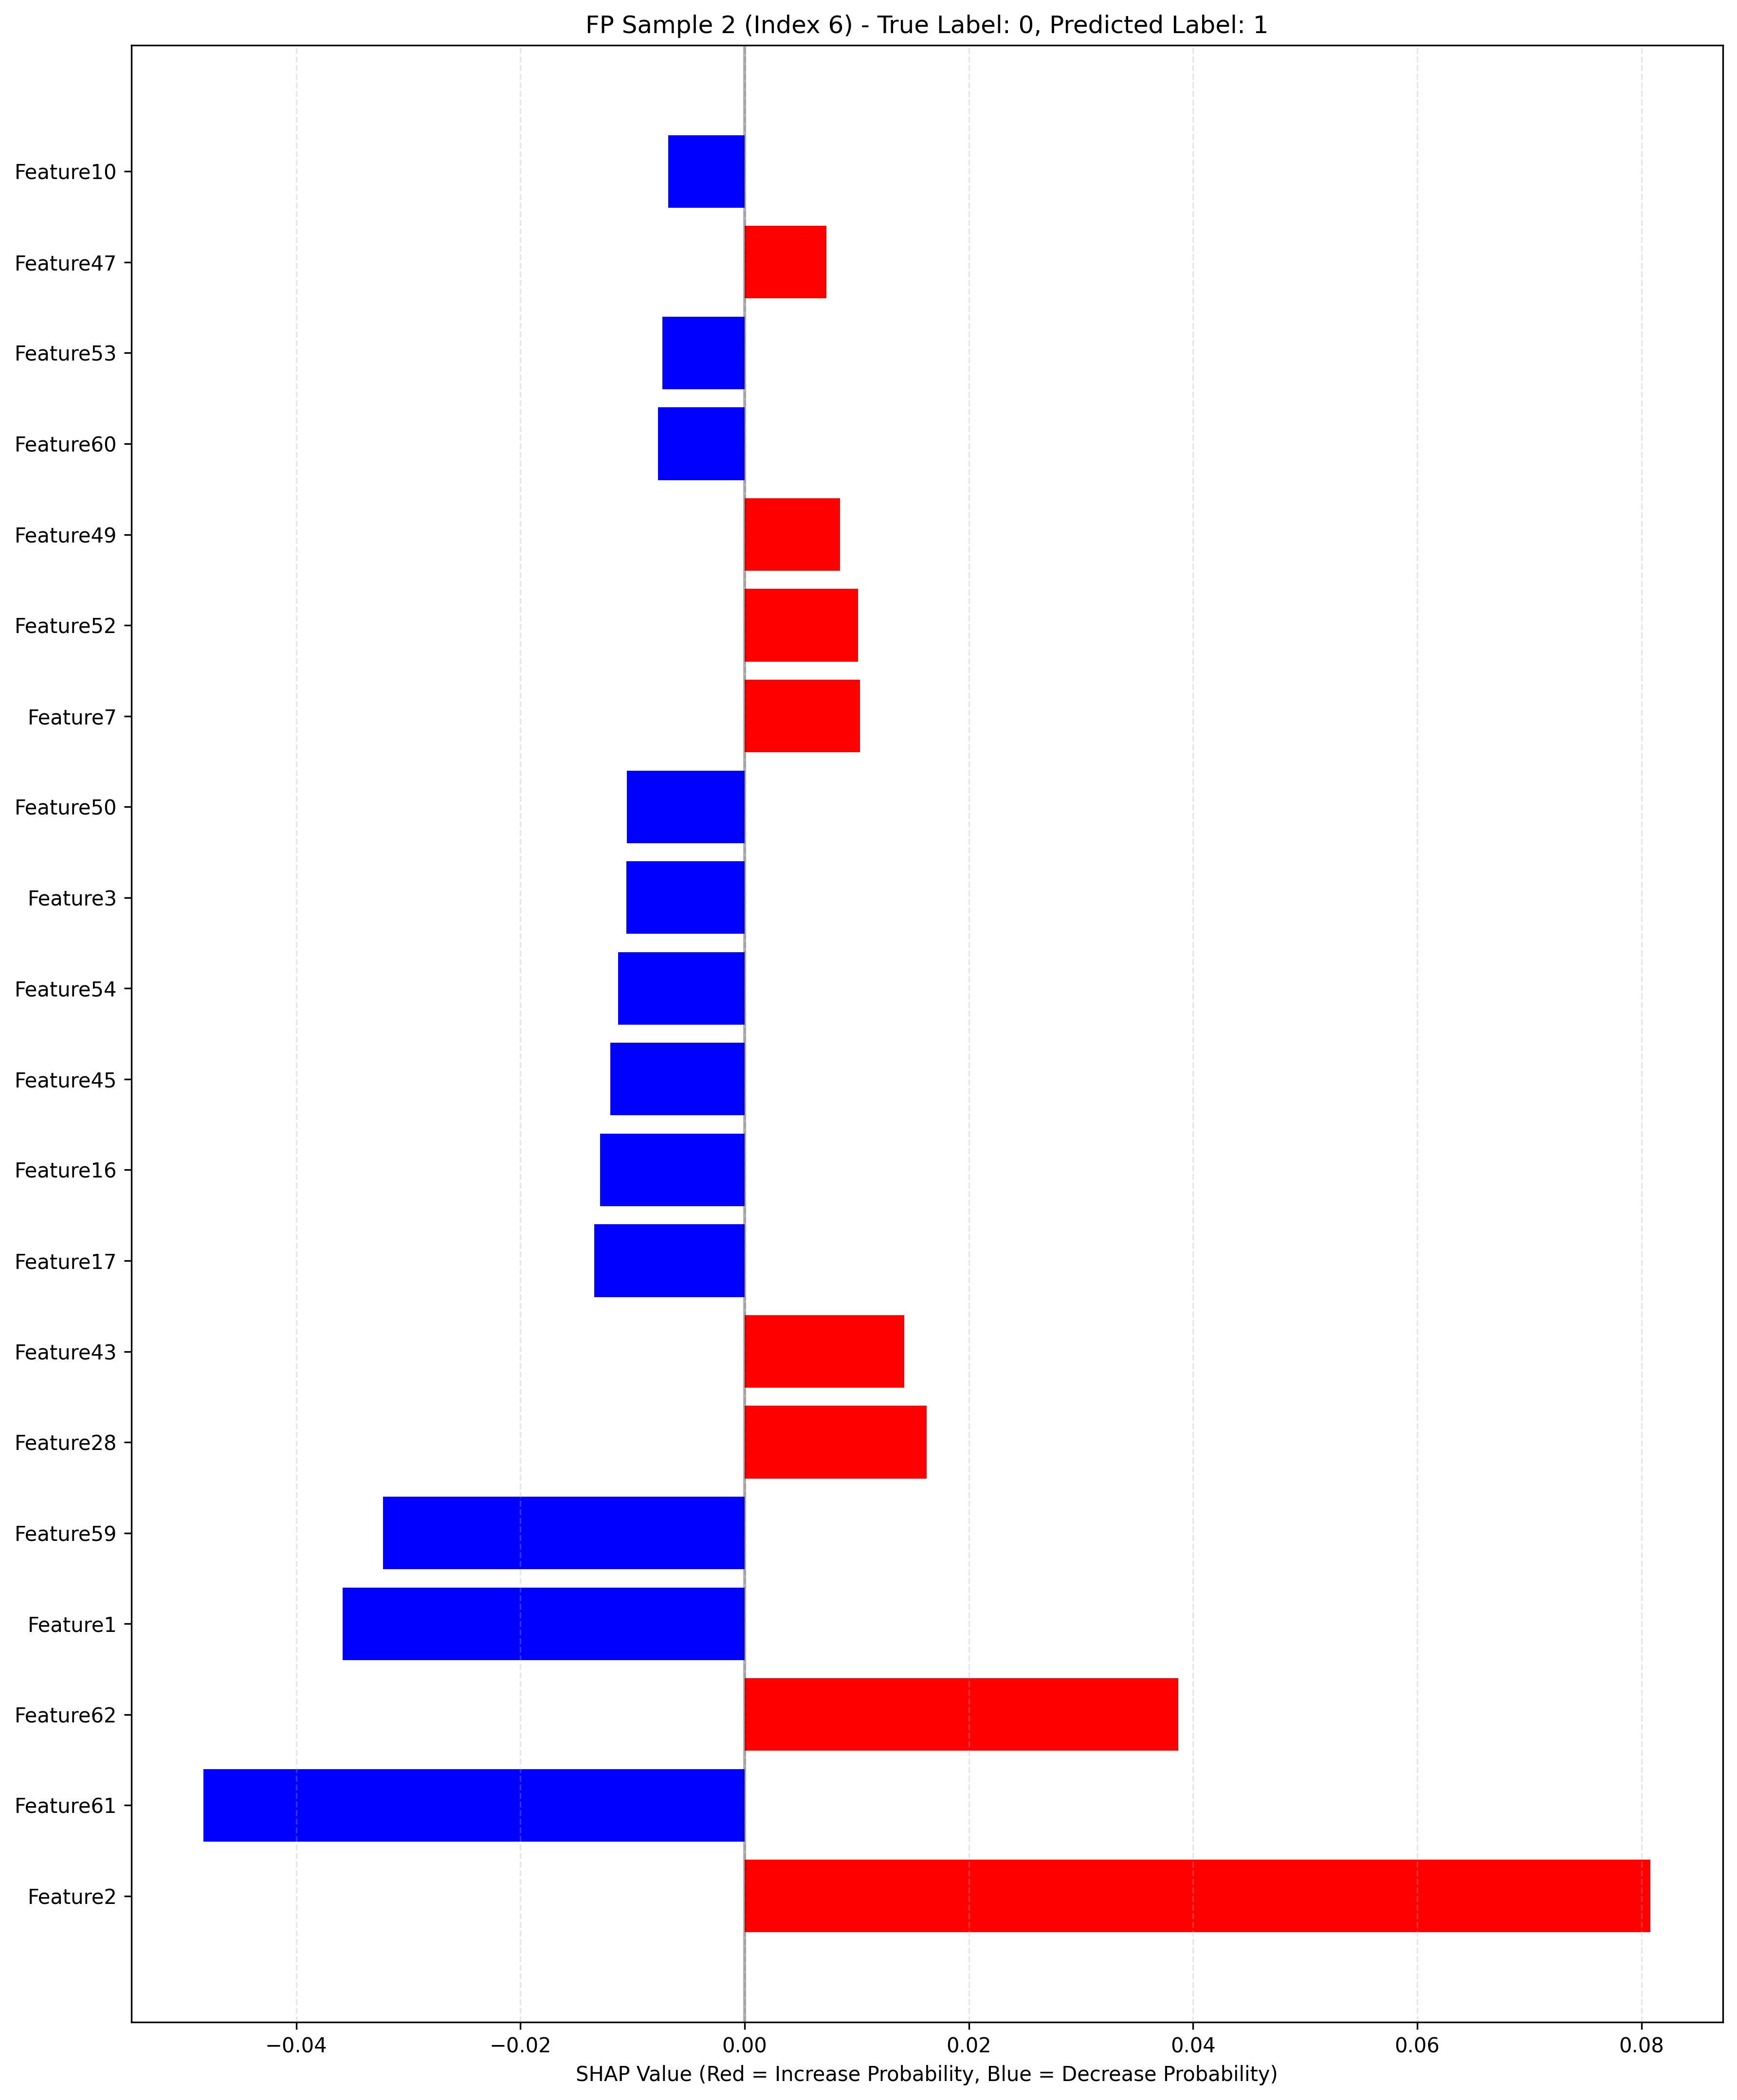 FP Sample 2 (Index 6) - True Label: 0, Predicted Label: 1
Feature10
Feature47
Feature53
Feature60
Feature49
Feature52
Feature7
Feature50
Feature3
Feature54
Feature45
Feature16
Feature17
Feature43
Feature28
Feature59
Feature1
Feature62
Feature61
Feature2
−0.04 −0.02 0.00 0.02 0.04 0.06 0.08
SHAP Value (Red = Increase Probability, Blue = Decrease Probability)